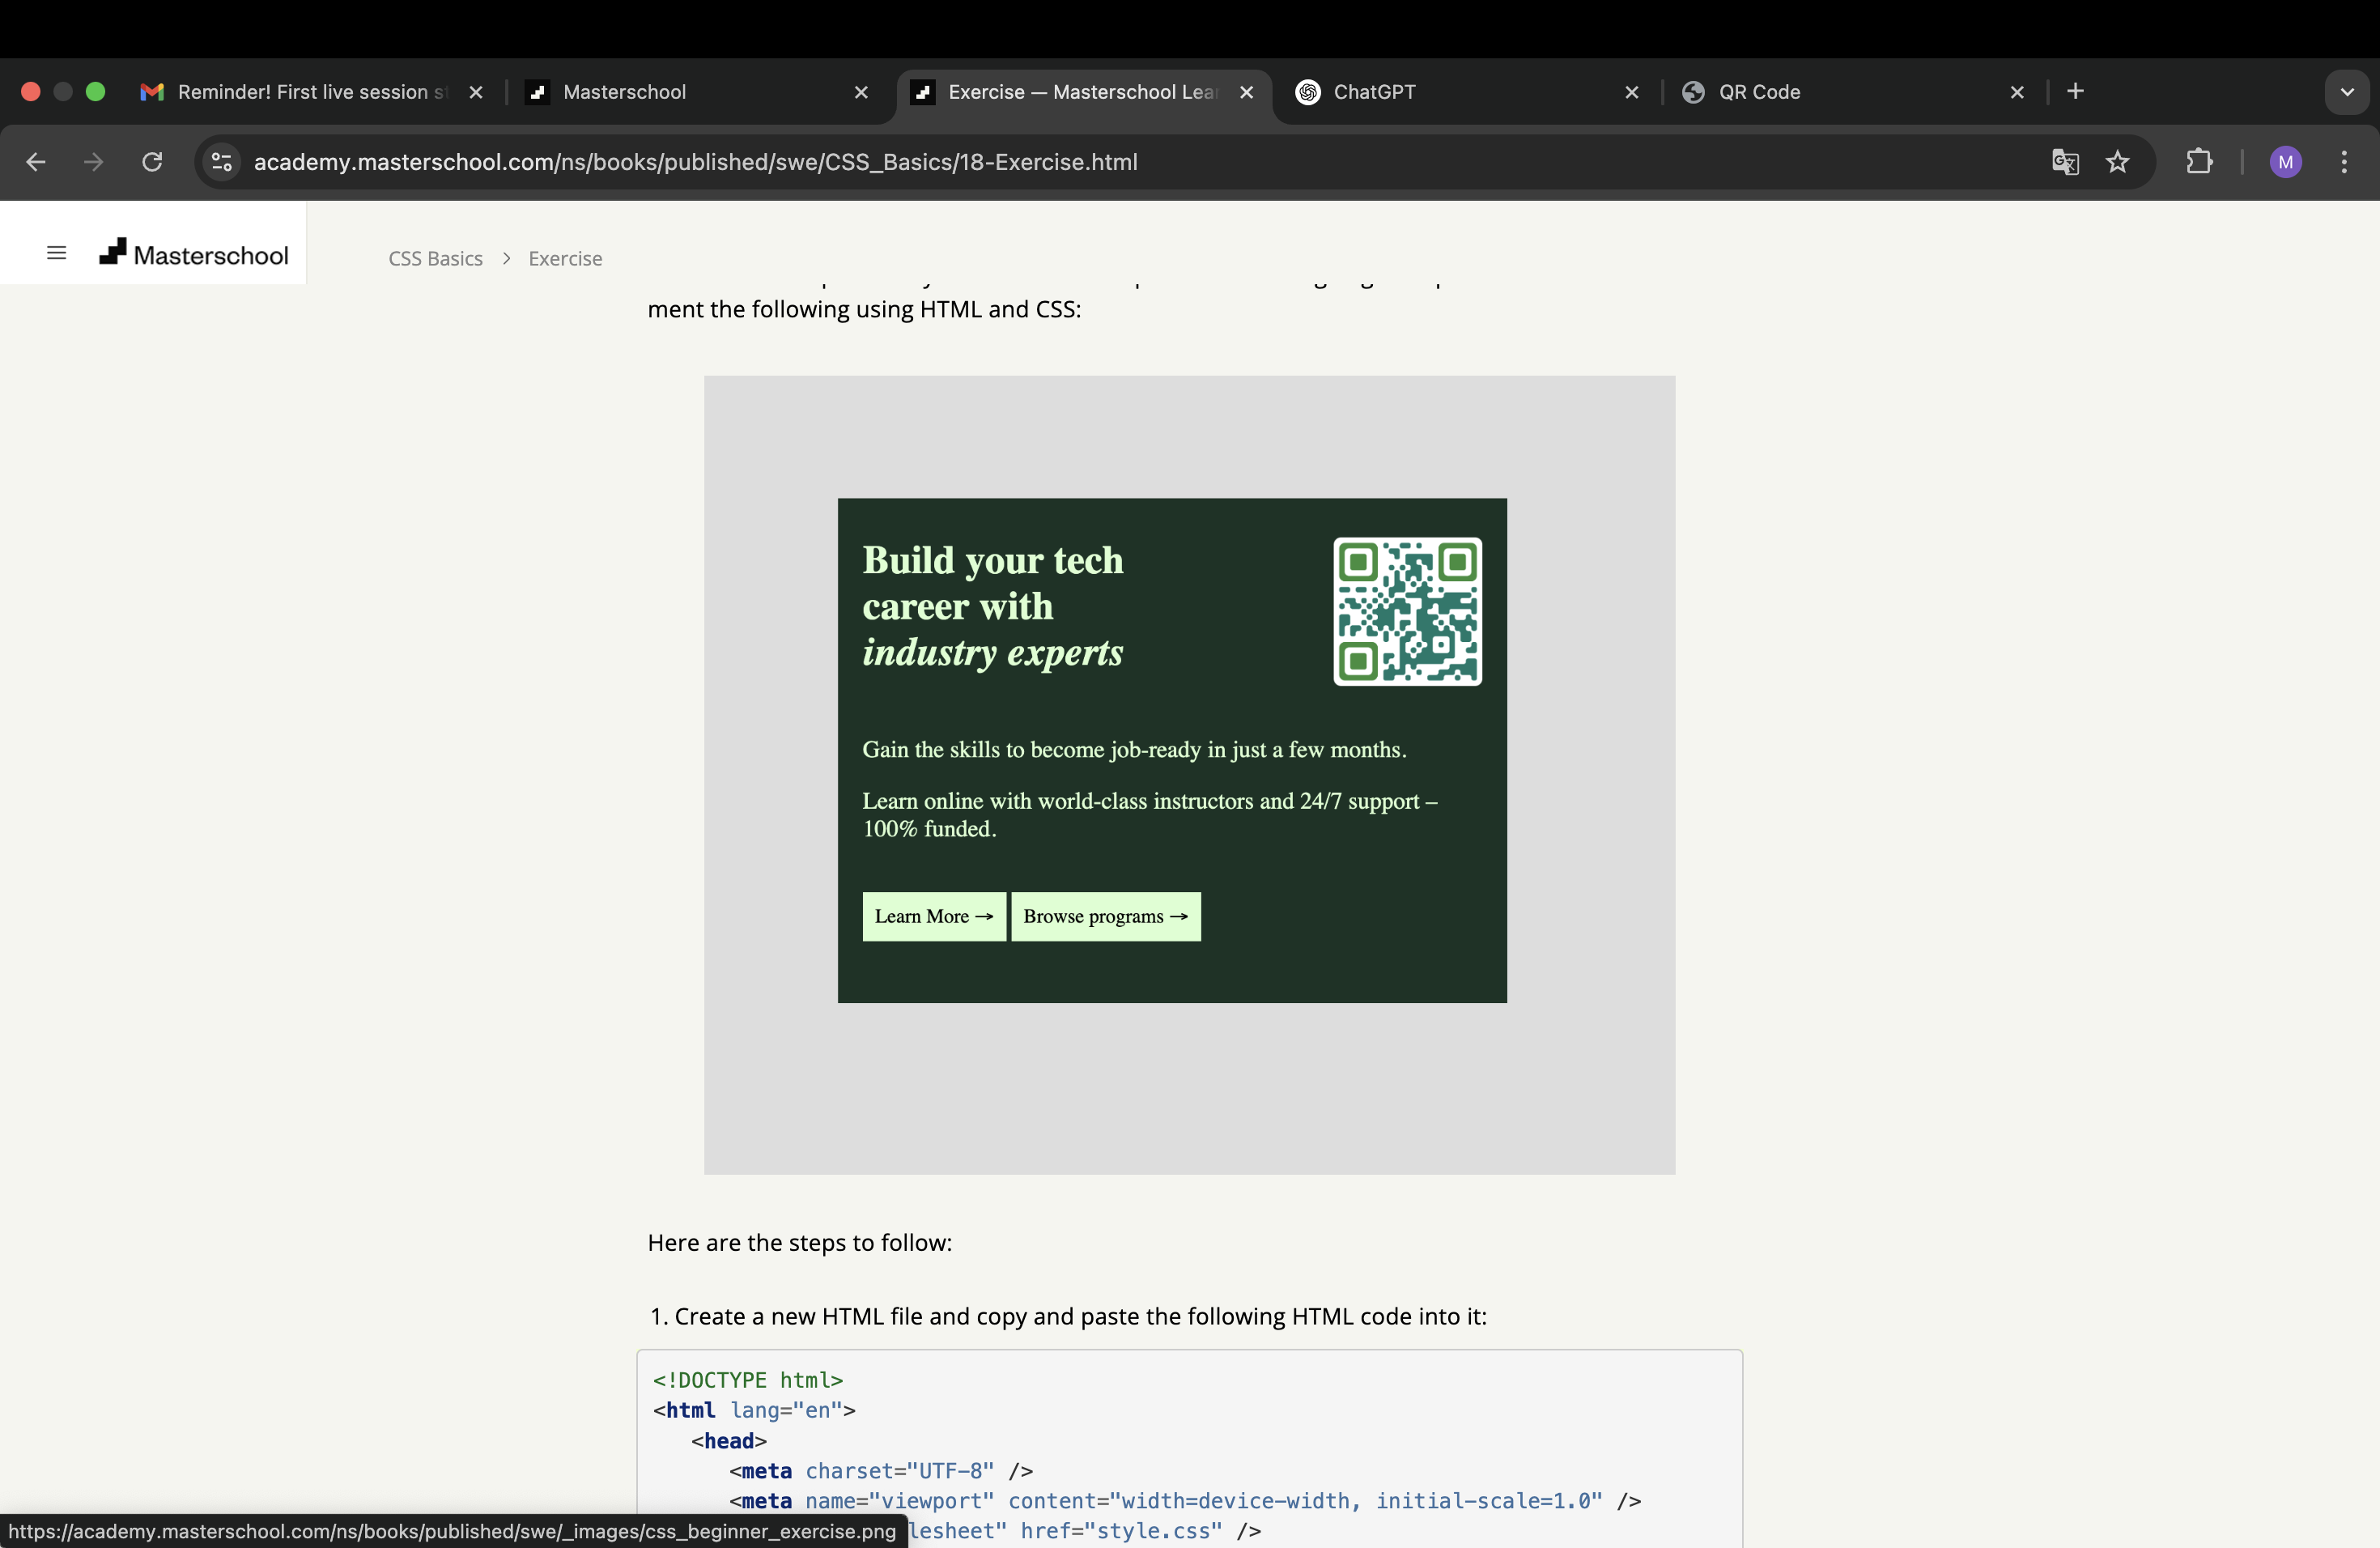 Reminder! First live session s
Masterschool
Exercise — Masterschool Lear
ChatGPT
QR Code
academy.masterschool.com/ns/books/published/swe/CSS_Basics/18-Exercise.html
M
Masterschool
CSS Basics > Exercise
ment the following using HTML and CSS:
Build your tech
career with
industry experts
Gain the skills to become job-ready in just a few months.
Learn online with world-class instructors and 24/7 support –
100% funded.
Learn More →
Browse programs →
Here are the steps to follow:
1. Create a new HTML file and copy and paste the following HTML code into it:
<!DOCTYPE html>
<html lang="en">
<head>
<meta charset="UTF-8" />
<meta name="viewport" content="width=device-width, initial-scale=1.0" />
lesheet" href="style.css" />
https://academy.masterschool.com/ns/books/published/swe/_images/css_beginner_exercise.png